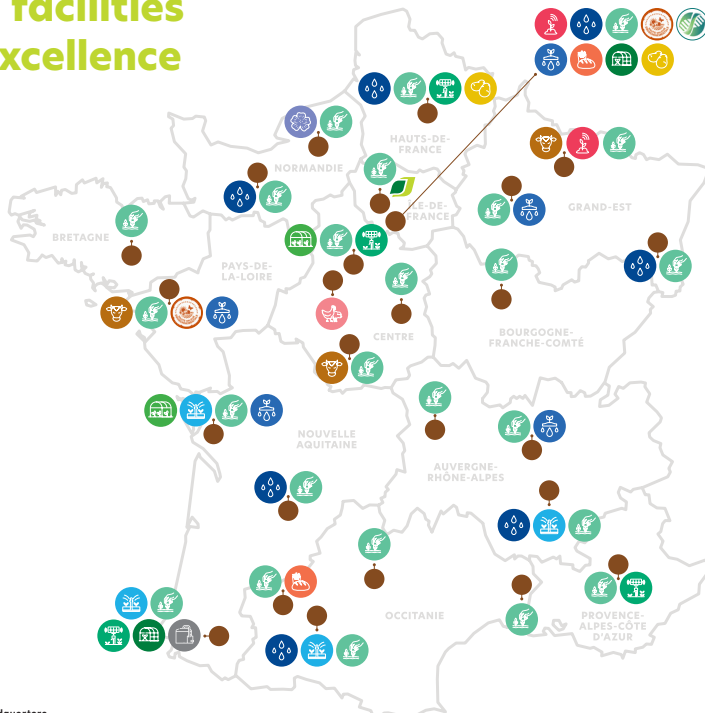 facilities
xcellence
HAUTS-DE-
FRANCE
NORMANDIE
ILE-DE-
FRANCE
GRAND-EST
BRETAGNE
PAYS-DE-
LA-LOIRE
CENTRE
BOURGOGNE-
FRANCHE-COMTÉ
NOUVELLE
AQUITAINE
AUVERGNE-
RHÔNE-ALPES
OCCITANIE
PROVENCE-
ALPES-CÔTE
D'AZUR